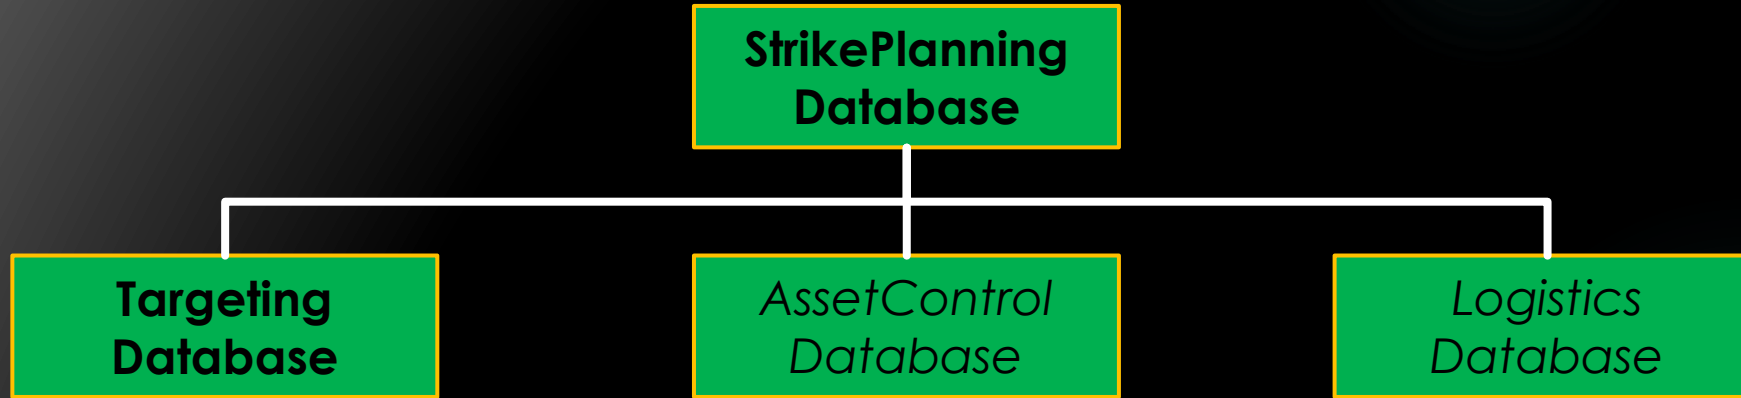 StrikePlanning
Database
Targeting
Database
AssetControl
Database
Logistics
Database